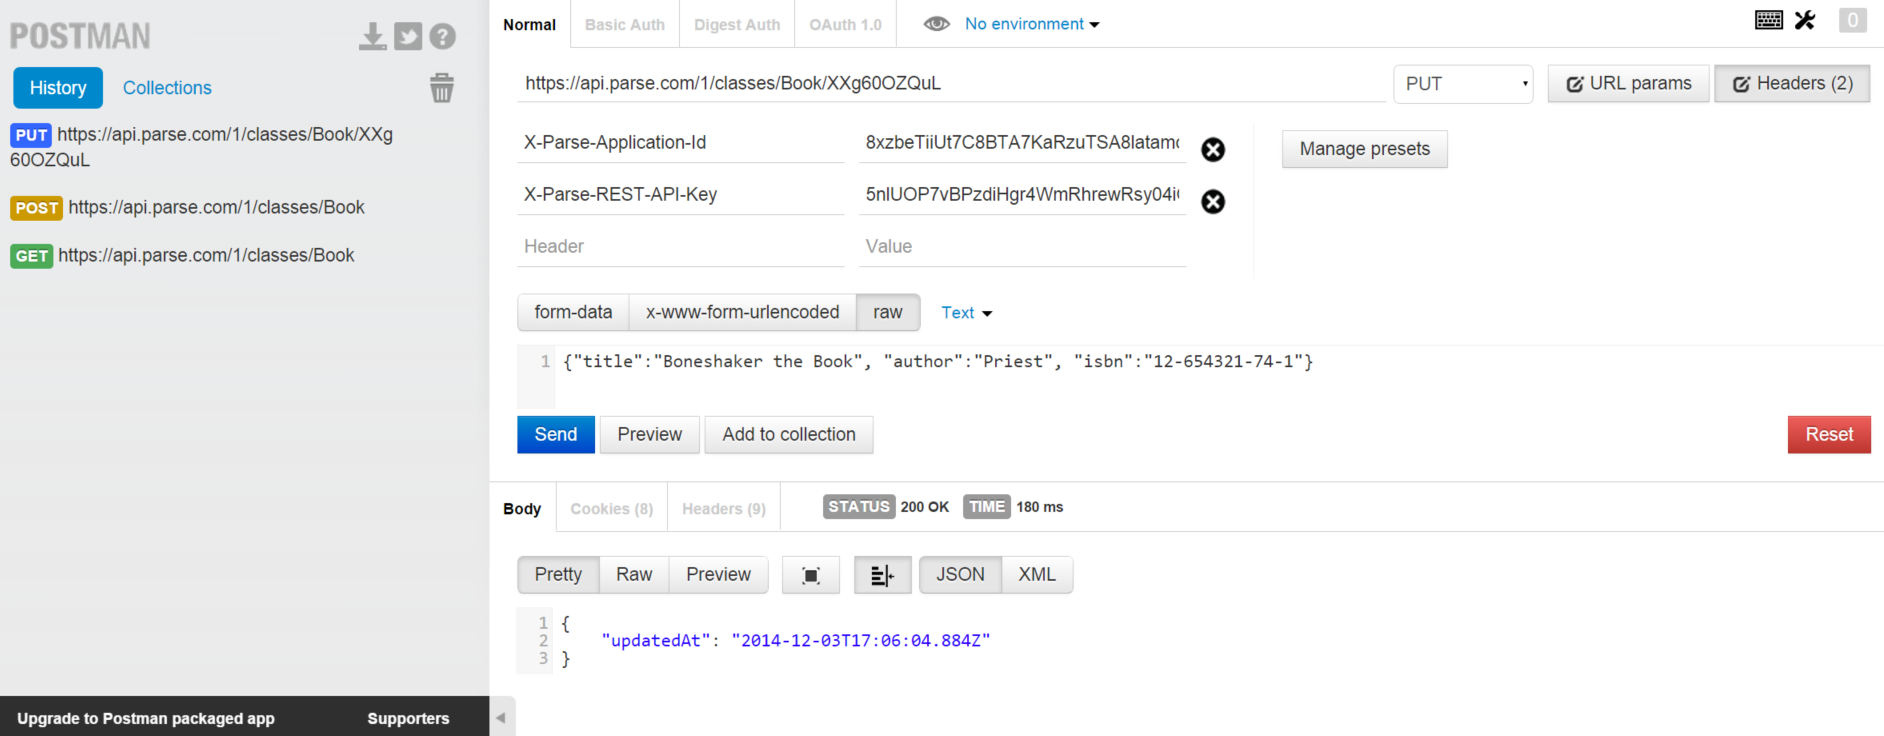 POSTMAN
History
Collections
PUT https://api.parse.com/1/classes/Book/XXg
60OZQuL
POST https://api.parse.com/1/classes/Book
GET https://api.parse.com/1/classes/Book
Upgrade to Postman packaged app
Supporters
Normal
Basic Auth
Digest Auth
OAuth 1.0
No environment
0
https://api.parse.com/1/classes/Book/XXg60OZQuL
PUT
URL params
Headers (2)
X-Parse-Application-Id
8xzbeTiiUt7C8BTA7KaRzuTSA8latam
X-Parse-REST-API-Key
5nlUOP7vBPzdiHgr4WmRhrewRsy04i
Header
Value
Manage presets
form-data
x-www-form-urlencoded
raw
Text
1 {"title":"Boneshaker the Book", "author":"Priest", "isbn":"12-654321-74-1"}
Send
Preview
Add to collection
Reset
Body
Cookies (8)
Headers (9)
STATUS 200 OK
TIME 180 ms
Pretty
Raw
Preview
JSON
XML
1 {
2 "updatedAt": "2014-12-03T17:06:04.884Z"
3 }